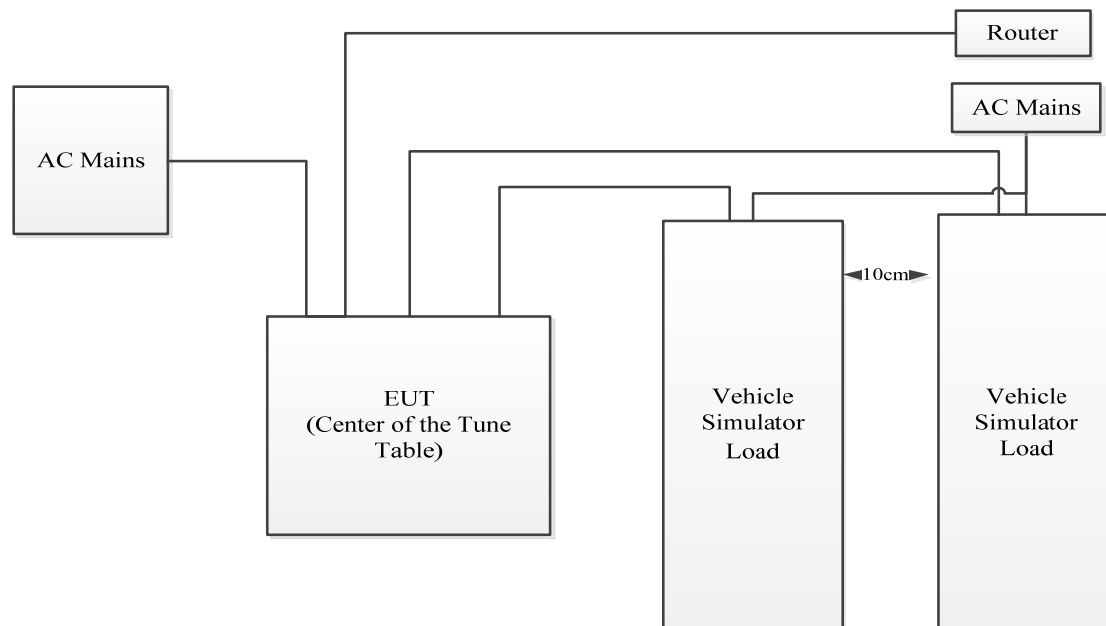 Router
AC Mains
AC Mains
10cm
EUT
(Center of the Tune
Table)
Vehicle
Simulator
Load
Vehicle
Simulator
Load